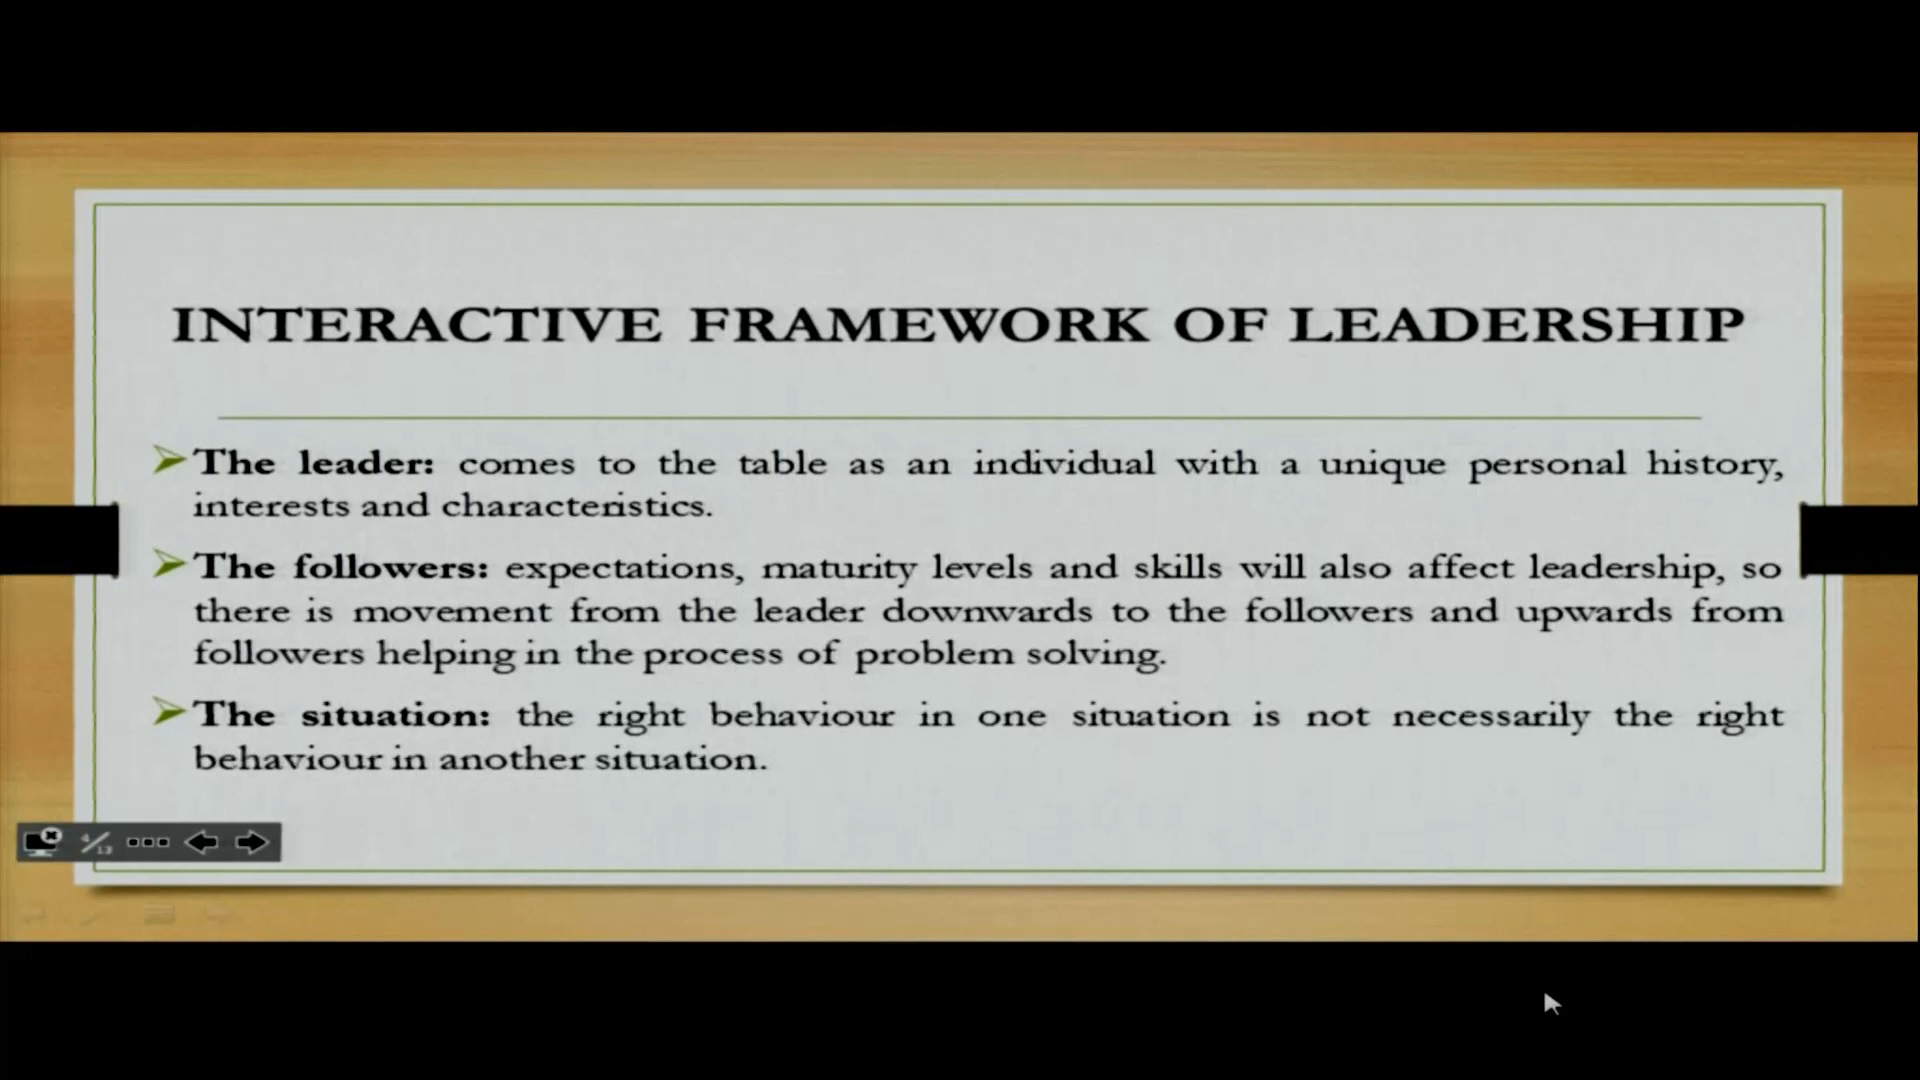 INTERACTIVE FRAMEWORK OF LEADERSHIP
The leader: comes to the table as an individual with a unique personal history,
interests and characteristics.
The followers: expectations, maturity levels and skills will also affect leadership, so
there is movement from the leader downwards to the followers and upwards from
followers helping in the process of problem solving.
The situation: the right behaviour in one situation is not necessarily the right
behaviour in another situation.
4/13